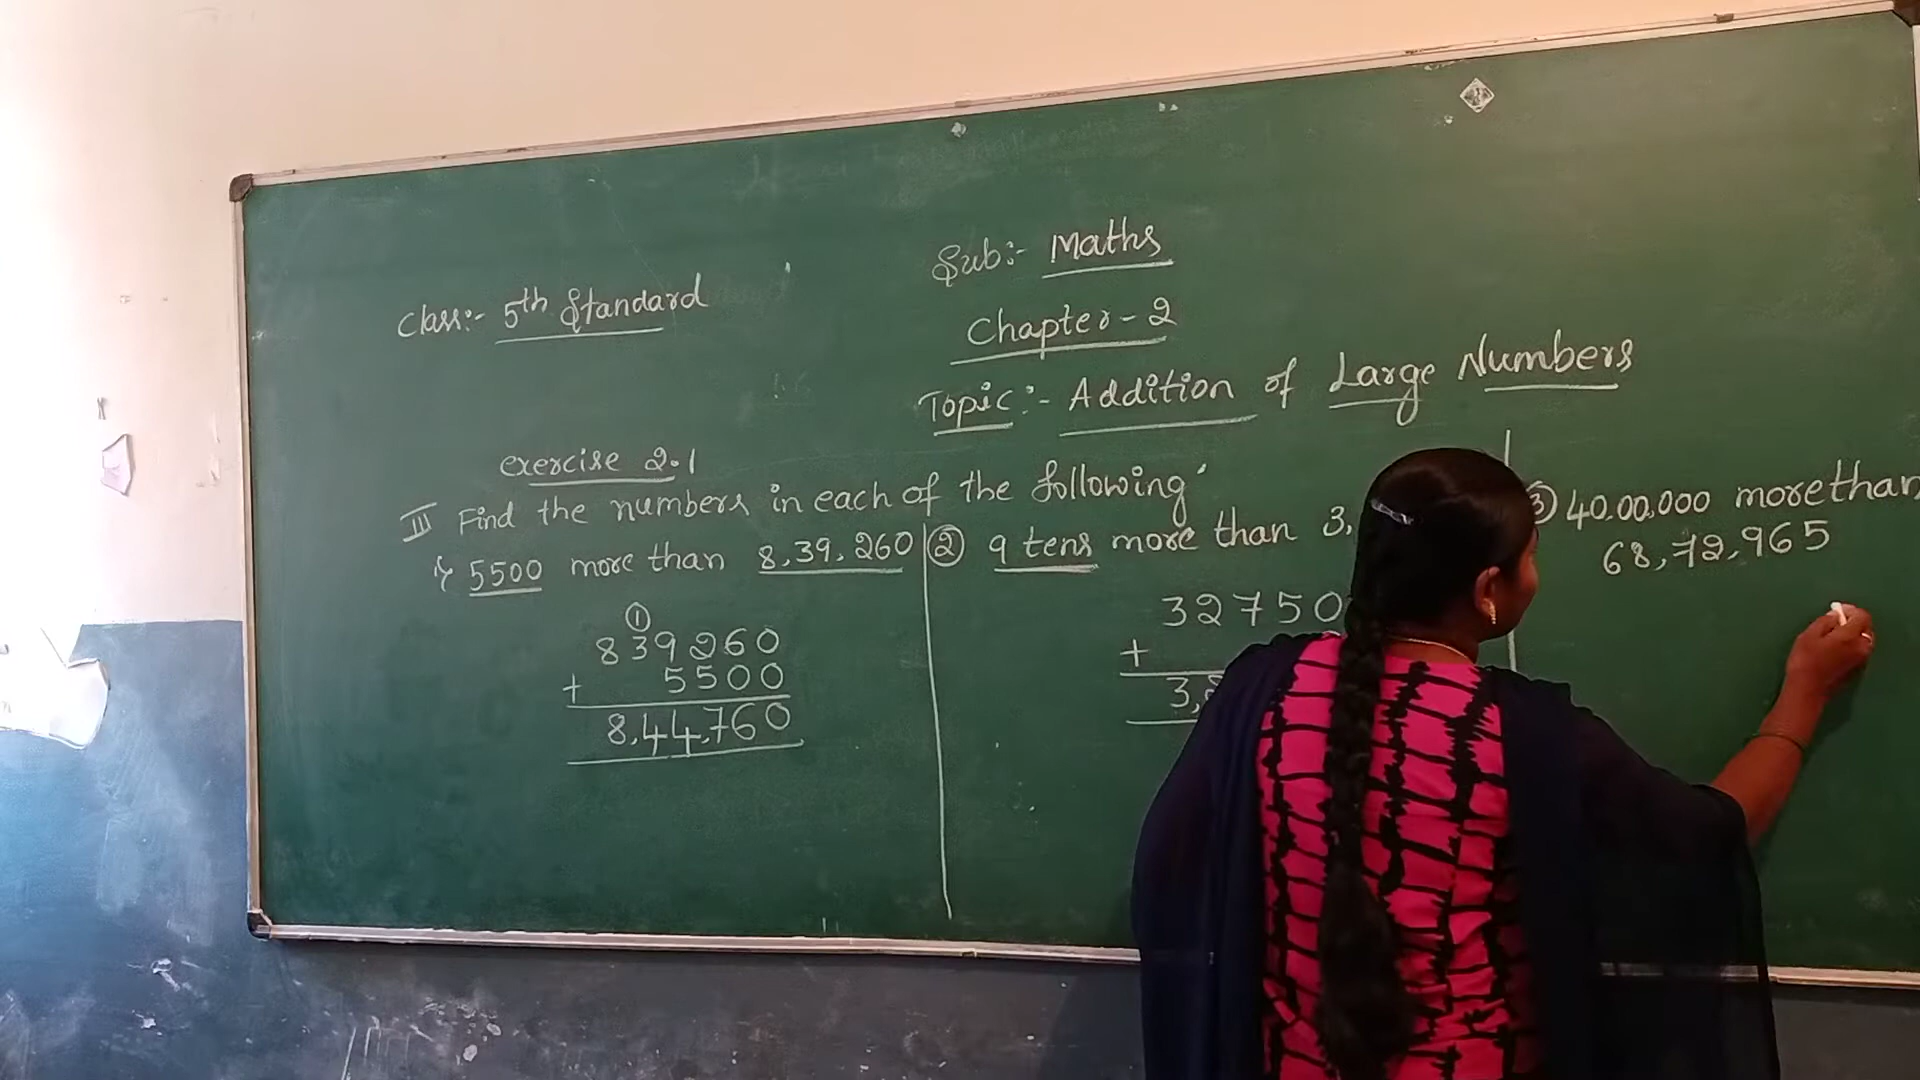 Sub:- Maths
Class:- 5th Standard
Chapter-2
Topic:- Addition of Large Numbers
exercise 2.1
III Find the numbers in each of the following
5500 more than 8,39,260
1
839260
+ 5500
8,44,760
② 9 tens more than 3,
32750
+
3,
③ 40,00,000 more than
68,72,965